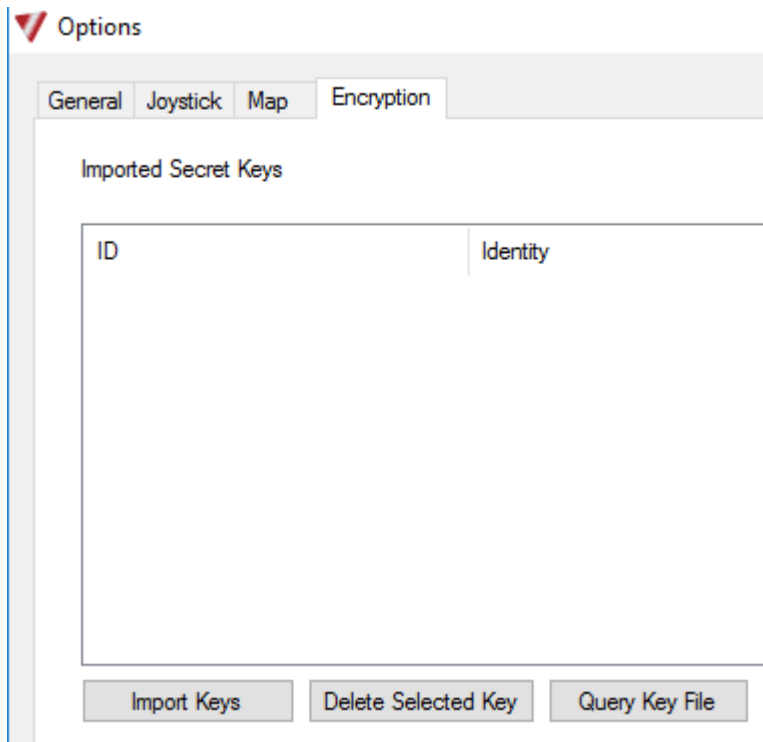 Options
General Joystick Map Encryption
Imported Secret Keys
ID Identity
Import Keys Delete Selected Key Query Key File